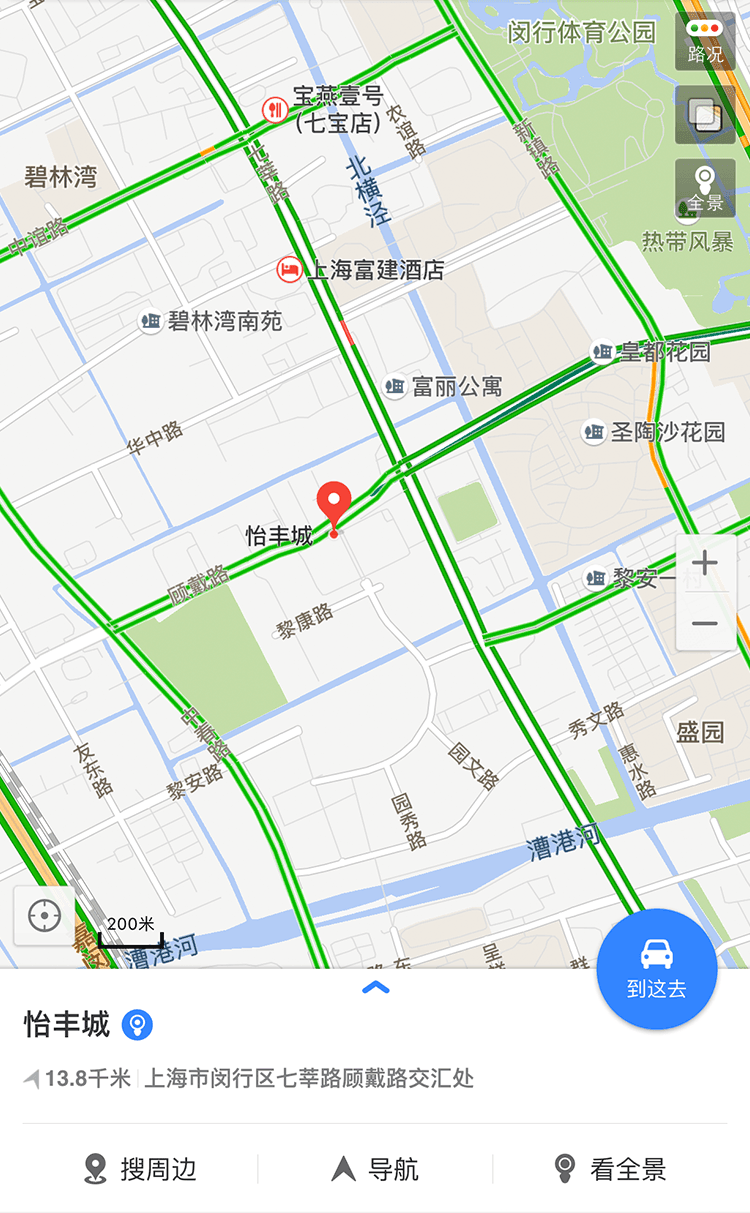 闵行体育公园
路况
宝燕壹号
(七宝店)
农谊路
新镇路
七莘路
碧林湾
北横泾
全景
中谊路
热带风暴
上海富建酒店
碧林湾南苑
皇都花园
富丽公寓
华中路
圣陶沙花园
怡丰城
顾戴路
黎安一
黎康路
中春路
秀文路
盛园
友东路
黎安路
园文路
惠水路
园秀路
漕港河
200米
漕港河
到这去
怡丰城
13.8千米 上海市闵行区七莘路顾戴路交汇处
搜周边 导航 看全景